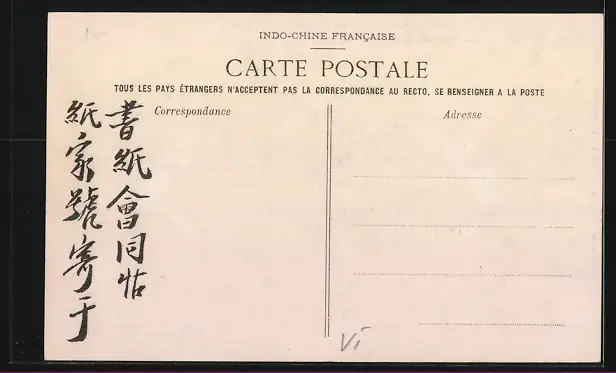 INDO-CHINE FRANÇAISE
CARTE POSTALE
TOUS LES PAYS ÉTRANGERS N'ACCEPTENT PAS LA CORRESPONDANCE AU RECTO, SE RENSEIGNER A LA POSTE
Correspondance
Adresse
書紙會同帖
紙家號寄于
VI